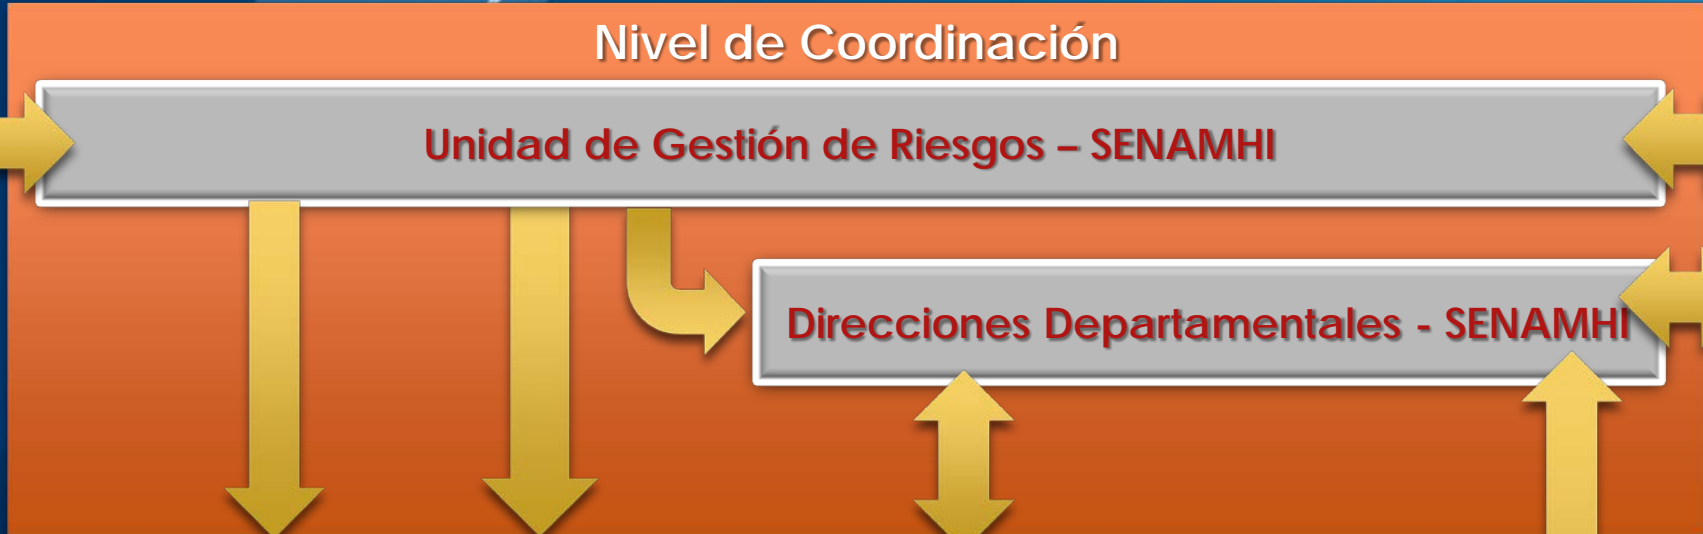 Nivel de Coordinación
Unidad de Gestión de Riesgos – SENAMHI
Direcciones Departamentales - SENAMHI